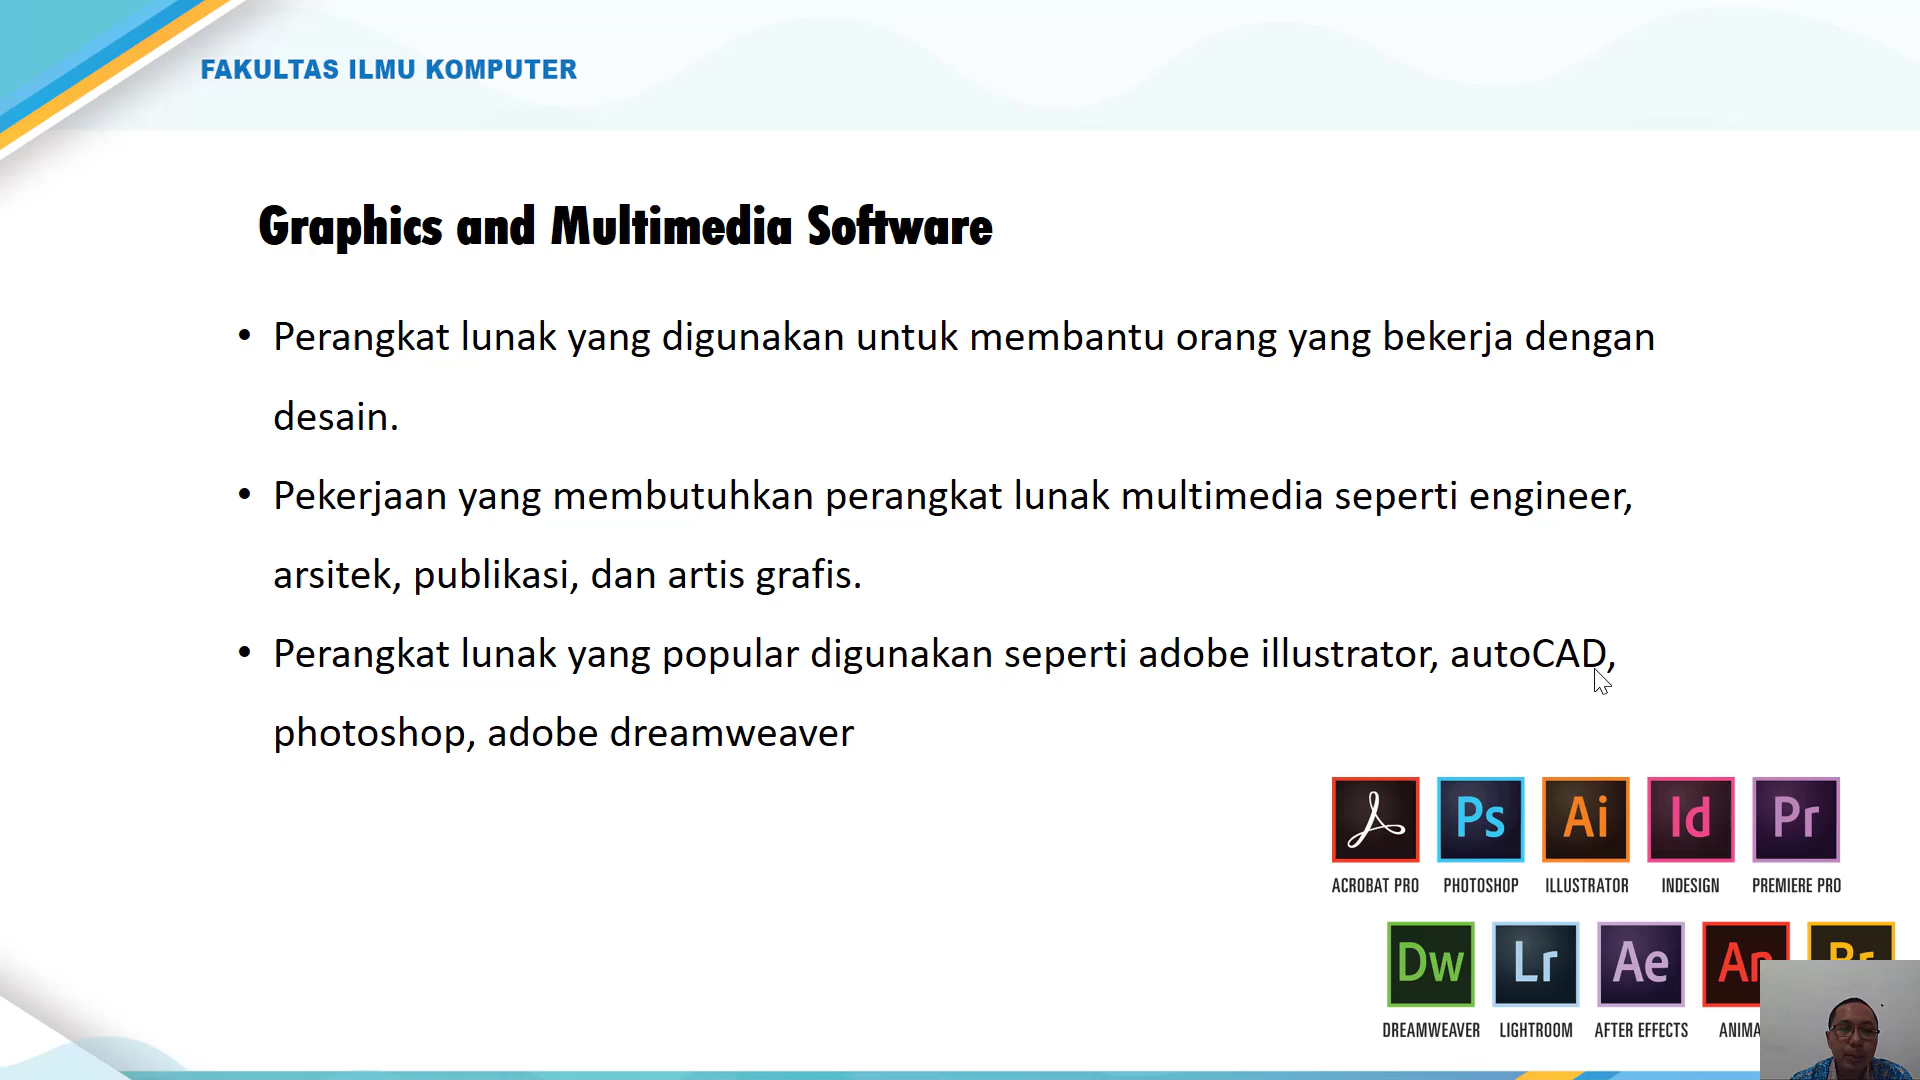 FAKULTAS ILMU KOMPUTER
Graphics and Multimedia Software
• Perangkat lunak yang digunakan untuk membantu orang yang bekerja dengan
desain.
• Pekerjaan yang membutuhkan perangkat lunak multimedia seperti engineer,
arsitek, publikasi, dan artis grafis.
• Perangkat lunak yang popular digunakan seperti adobe illustrator, autoCAD,
photoshop, adobe dreamweaver
Ps Ai Id Pr
ACROBAT PRO PHOTOSHOP ILLUSTRATOR INDESIGN PREMIERE PRO
Dw Lr Ae An Br
DREAMWEAVER LIGHTROOM AFTER EFFECTS ANIMA